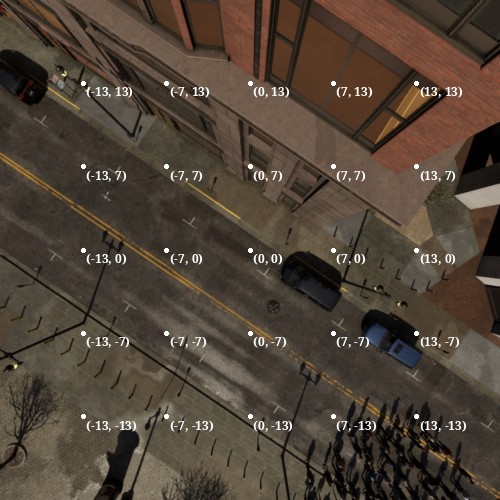 (-13, 13) (-7, 13) (0, 13) (7, 13) (13, 13)
(-13, 7) (-7, 7) (0, 7) (7, 7) (13, 7)
(-13, 0) (-7, 0) (0, 0) (7, 0) (13, 0)
(-13, -7) (-7, -7) (0, -7) (7, -7) (13, -7)
(-13, -13) (-7, -13) (0, -13) (7, -13) (13, -13)